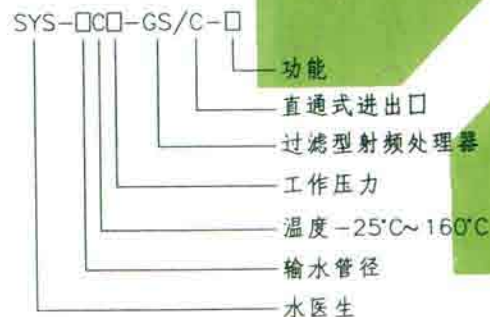 SYS-□C□-GS/C-□
功能
直通式进出口
过滤型射频处理器
工作压力
温度-25℃~160℃
输水管径
水医生